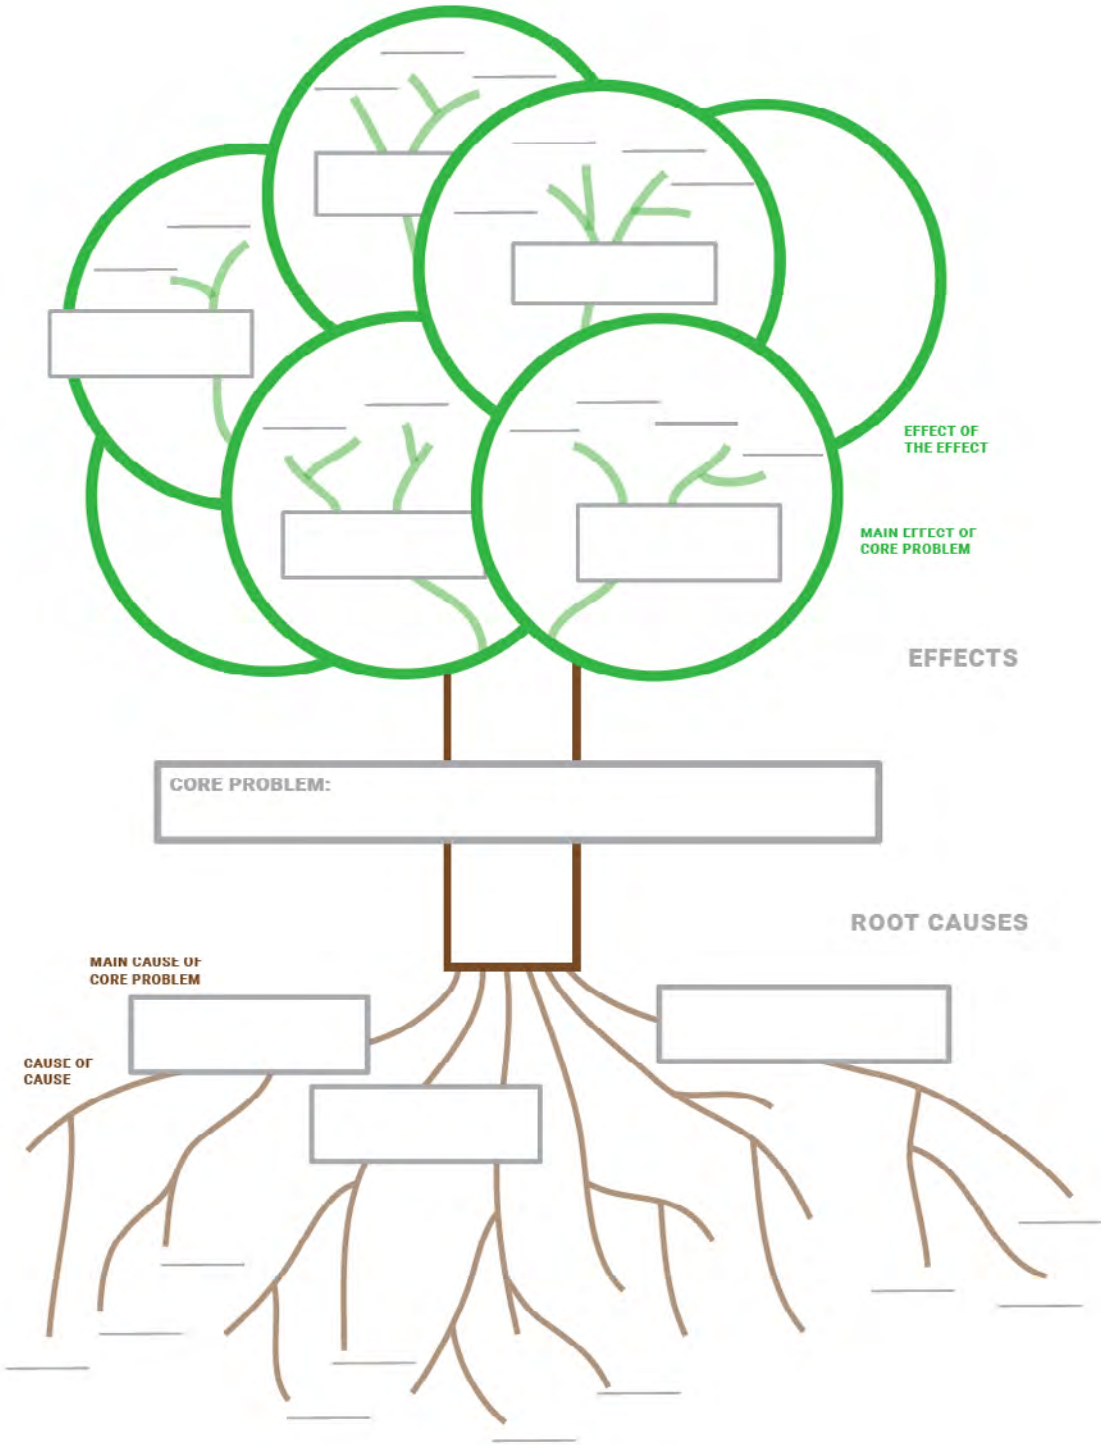 EFFECT OF
THE EFFECT
MAIN EFFECT OF
CORE PROBLEM
EFFECTS
CORE PROBLEM:
ROOT CAUSES
MAIN CAUSE OF
CORE PROBLEM
CAUSE OF
CAUSE